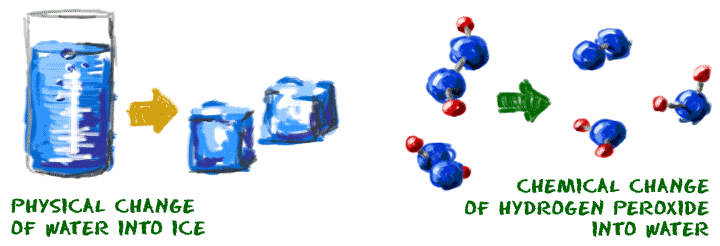 PHYSICAL CHANGE
OF WATER INTO ICE
CHEMICAL CHANGE
OF HYDROGEN PEROXIDE
INTO WATER